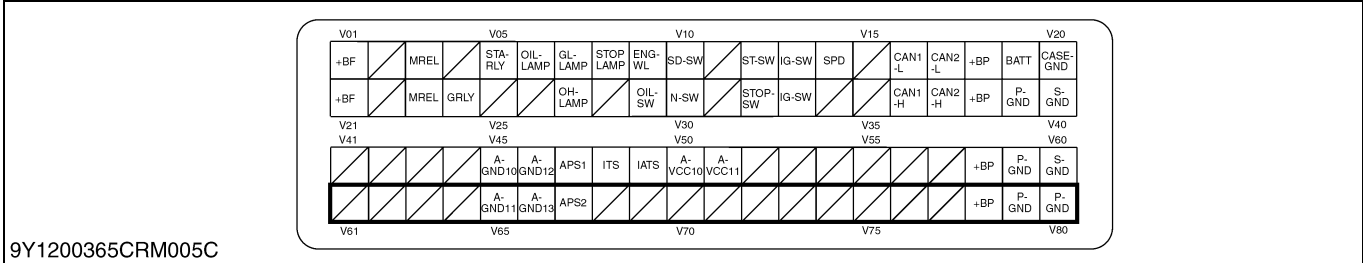 V01 V05 V10 V15 V20
+BF MREL STA-RLY OIL-LAMP GL-LAMP STOP LAMP ENG-WL SD-SW ST-SW IG-SW SPD CAN1-L CAN2-L +BP BATT CASE-GND
+BF MREL GRLY OH-LAMP OIL-SW N-SW STOP-SW IG-SW CAN1-H CAN2-H +BP P-GND S-GND
V21 V25 V30 V35 V40
V41 V45 V50 V55 V60
A-GND10 A-GND12 APS1 ITS IATS A-VCC10 A-VCC11 +BP P-GND S-GND
A-GND11 A-GND13 APS2 +BP P-GND P-GND
V61 V65 V70 V75 V80
9Y1200365CRM005C